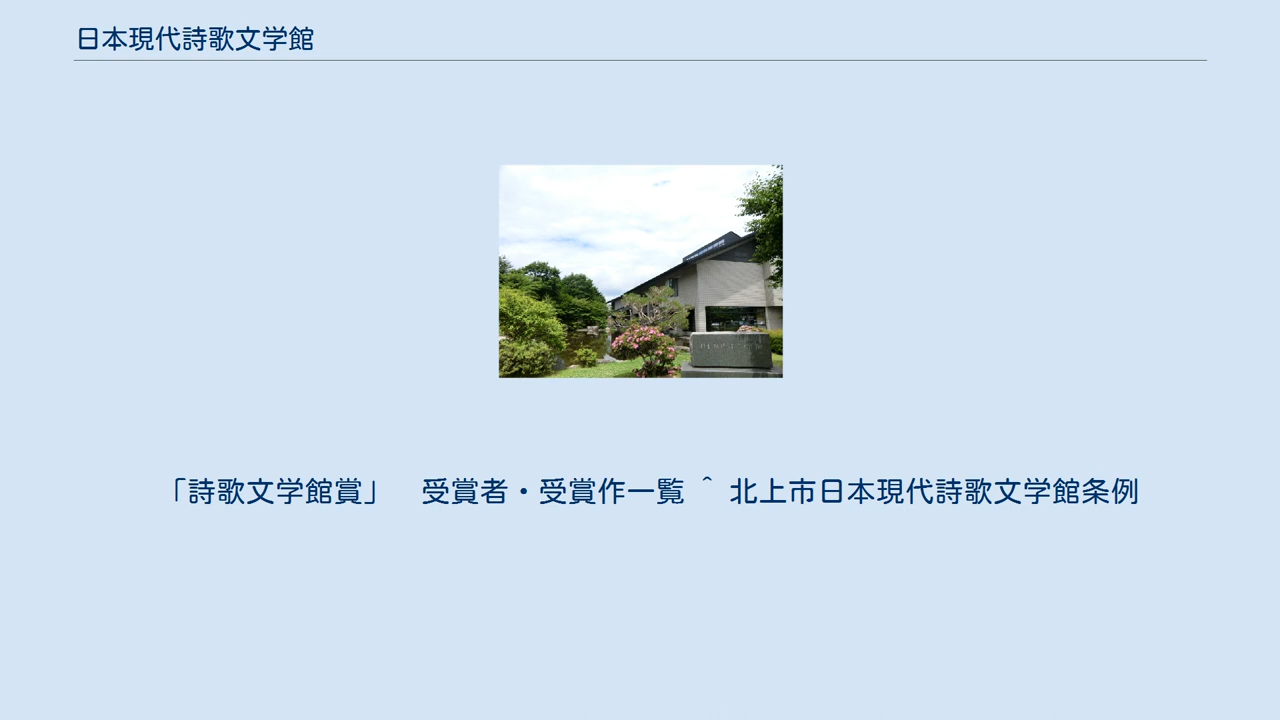 日本現代詩歌文学館
「詩歌文学館賞」　受賞者・受賞作一覧 ^ 北上市日本現代詩歌文学館条例